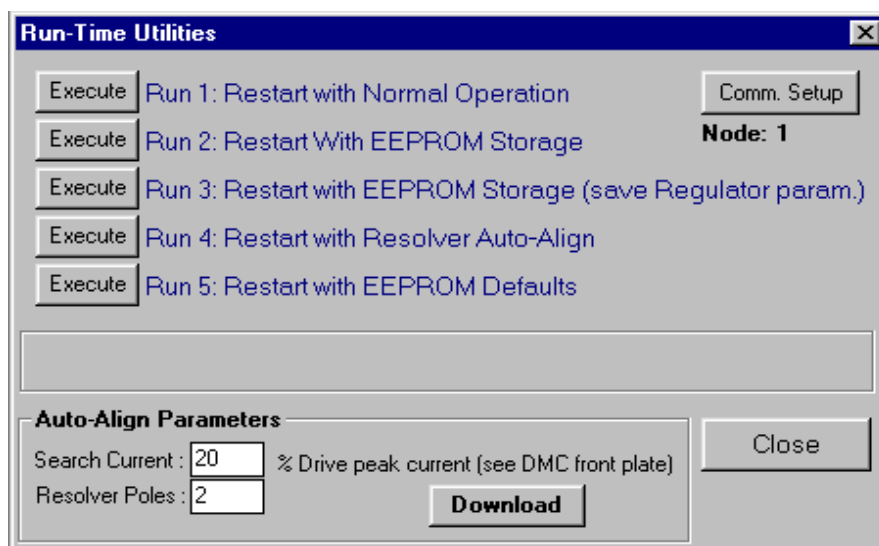 Run-Time Utilities
Execute Run 1: Restart with Normal Operation Comm. Setup
Execute Run 2: Restart With EEPROM Storage Node: 1
Execute Run 3: Restart with EEPROM Storage (save Regulator param.)
Execute Run 4: Restart with Resolver Auto-Align
Execute Run 5: Restart with EEPROM Defaults
Auto-Align Parameters
Search Current : 20 % Drive peak current (see DMC front plate) Close
Resolver Poles : 2 Download